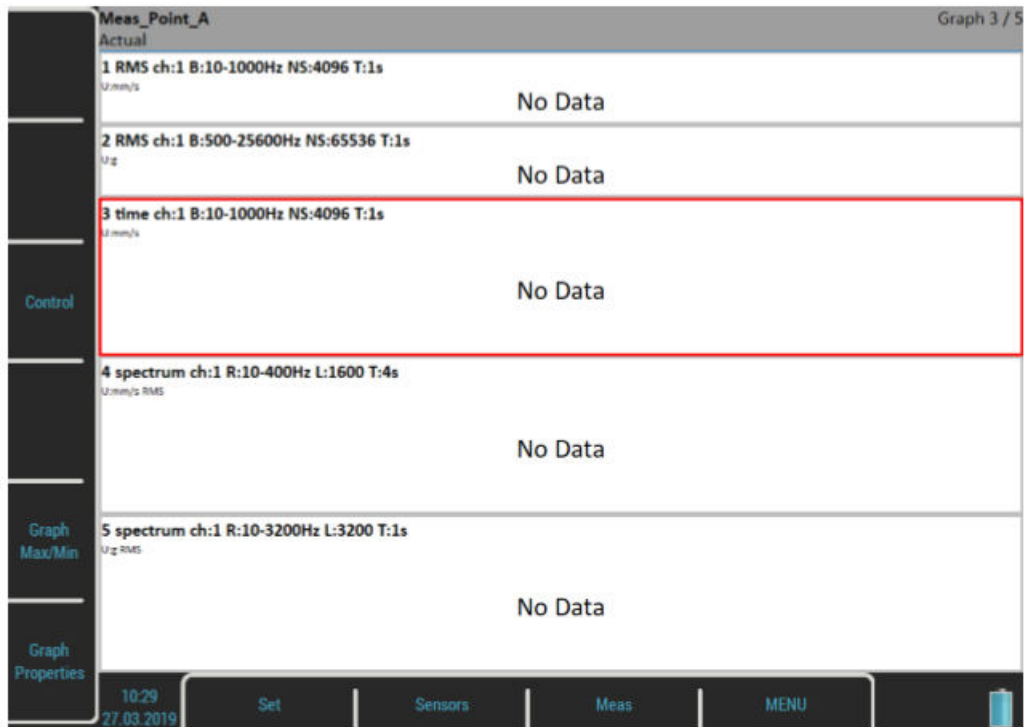 Meas_Point_A
Graph 3 / 5
Actual
1 RMS ch:1 B:10-1000Hz NS:4096 T:1s
U:mm/s
No Data
2 RMS ch:1 B:500-25600Hz NS:65536 T:1s
U:g
No Data
3 time ch:1 B:10-1000Hz NS:4096 T:1s
U:mm/s
No Data
Control
4 spectrum ch:1 R:10-400Hz L:1600 T:4s
U:mm/s RMS
No Data
Graph
Max/Min
5 spectrum ch:1 R:10-3200Hz L:3200 T:1s
U:g RMS
No Data
Graph
Properties
10:29
27.03.2019
Set
Sensors
Meas
MENU